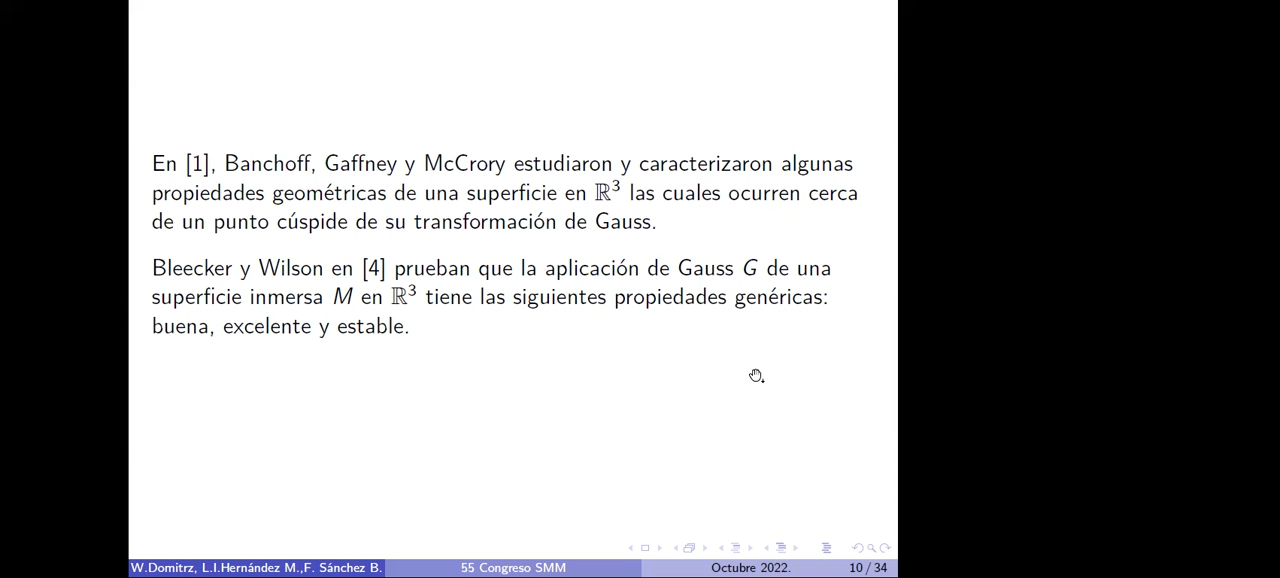 En [1], Banchoff, Gaffney y McCrory estudiaron y caracterizaron algunas
propiedades geométricas de una superficie en ℝ³ las cuales ocurren cerca
de un punto cúspide de su transformación de Gauss.
Bleecker y Wilson en [4] prueban que la aplicación de Gauss G de una
superficie inmersa M en ℝ³ tiene las siguientes propiedades genéricas:
buena, excelente y estable.
W.Domitrz, L.I.Hernández M.,F. Sánchez B. 55 Congreso SMM Octubre 2022. 10 / 34